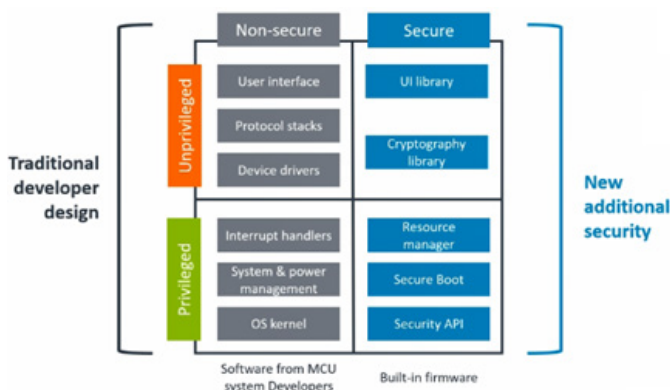 Non-secure
Secure
Unprivileged
User interface
UI library
Protocol stacks
Cryptography
library
Device drivers
Traditional
developer
design
New
additional
security
Privileged
Interrupt handlers
Resource
manager
System & power
management
Secure Boot
OS kernel
Security API
Software from MCU
system Developers
Built-in firmware